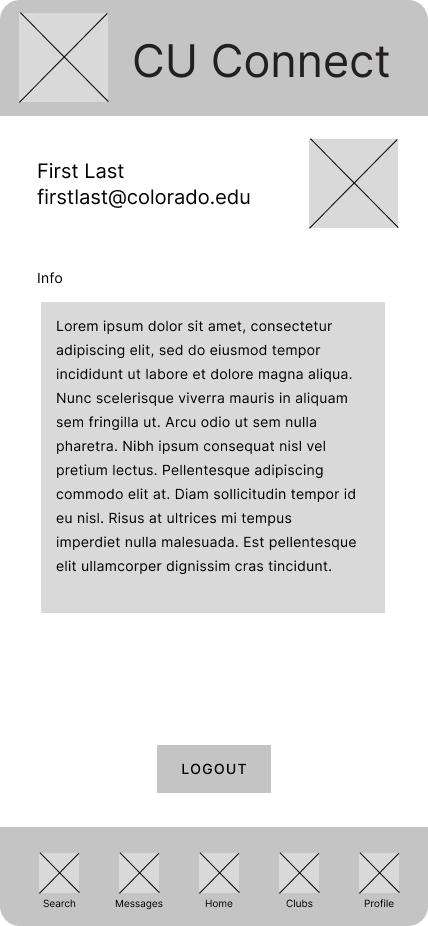 CU Connect
First Last
firstlast@colorado.edu
Info
Lorem ipsum dolor sit amet, consectetur
adipiscing elit, sed do eiusmod tempor
incididunt ut labore et dolore magna aliqua.
Nunc scelerisque viverra mauris in aliquam
sem fringilla ut. Arcu odio ut sem nulla
pharetra. Nibh ipsum consequat nisl vel
pretium lectus. Pellentesque adipiscing
commodo elit at. Diam sollicitudin tempor id
eu nisl. Risus at ultrices mi tempus
imperdiet nulla malesuada. Est pellentesque
elit ullamcorper dignissim cras tincidunt.
LOGOUT
Search Messages Home Clubs Profile